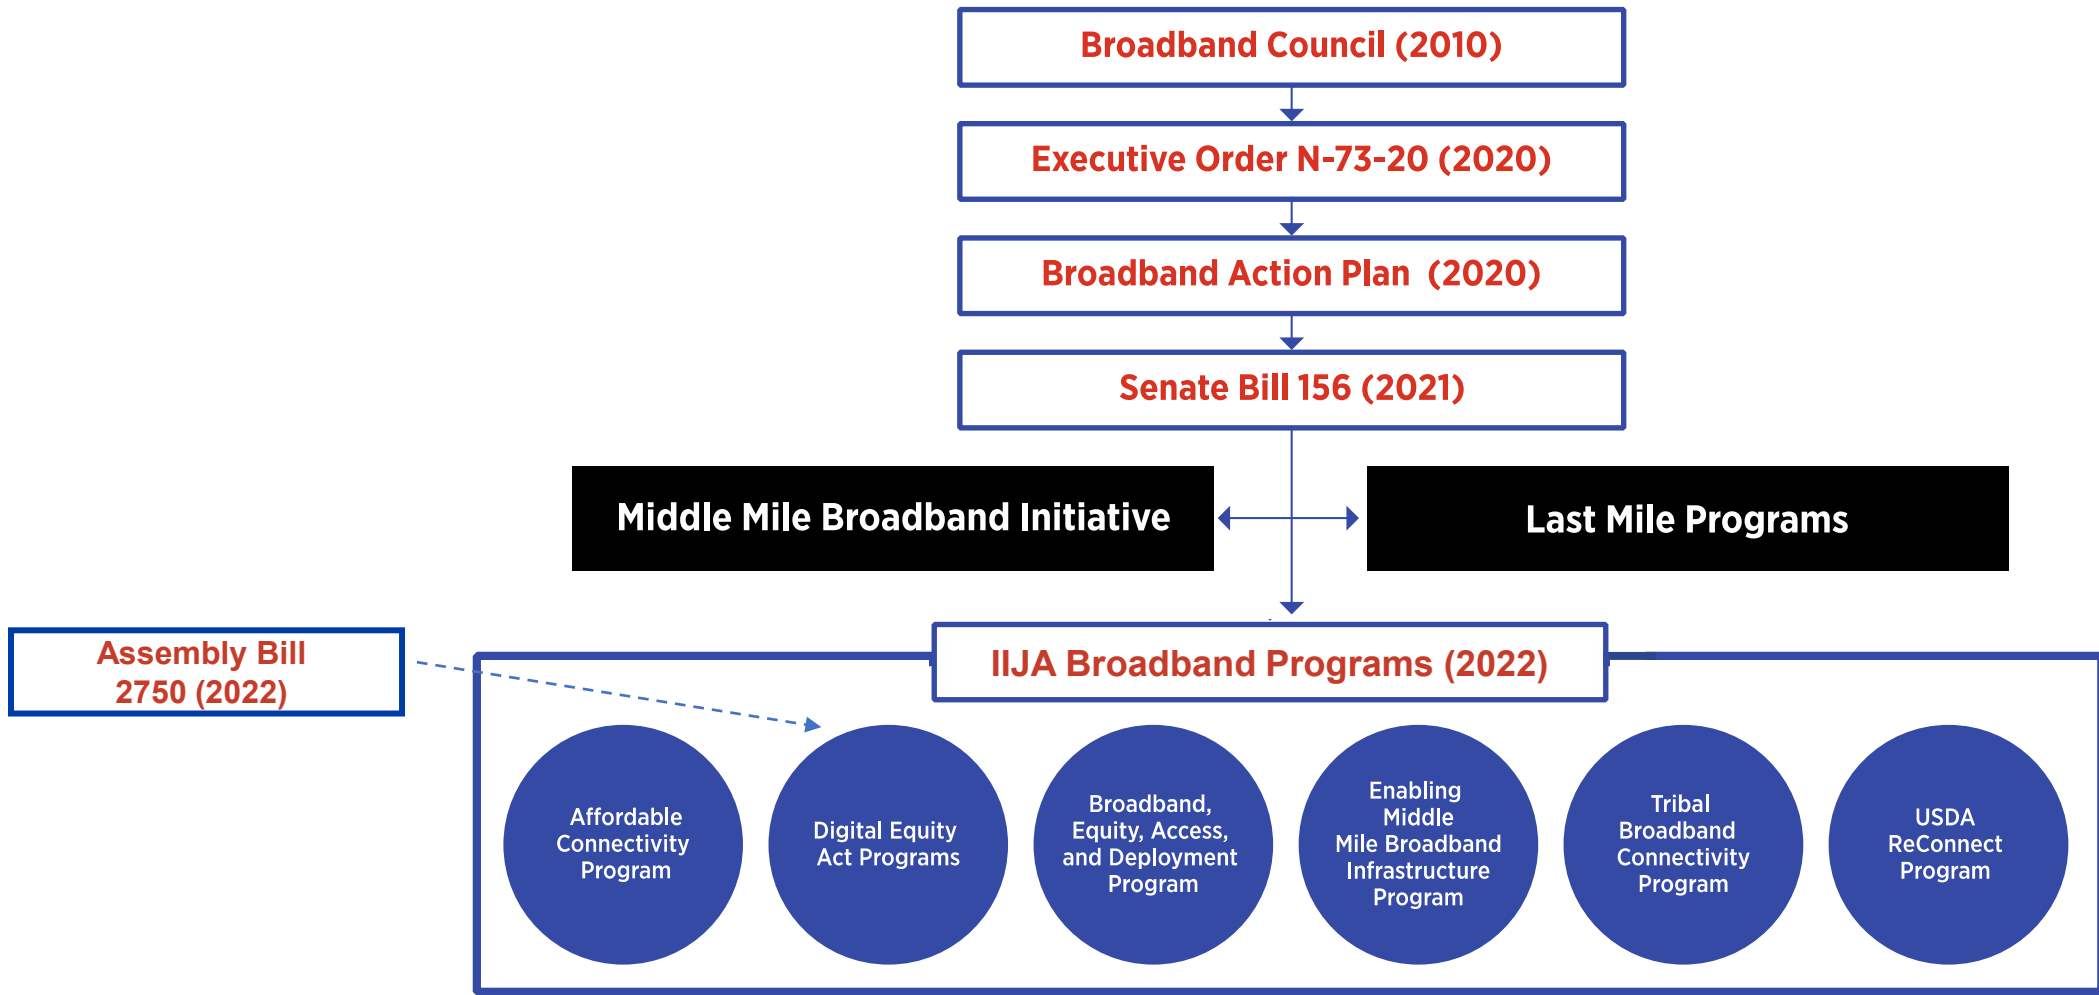 Broadband Council (2010)
Executive Order N-73-20 (2020)
Broadband Action Plan (2020)
Senate Bill 156 (2021)
Middle Mile Broadband Initiative
Last Mile Programs
Assembly Bill
2750 (2022)
IIJA Broadband Programs (2022)
Affordable
Connectivity
Program
Digital Equity
Act Programs
Broadband,
Equity, Access,
and Deployment
Program
Enabling
Middle
Mile Broadband
Infrastructure
Program
Tribal
Broadband
Connectivity
Program
USDA
ReConnect
Program